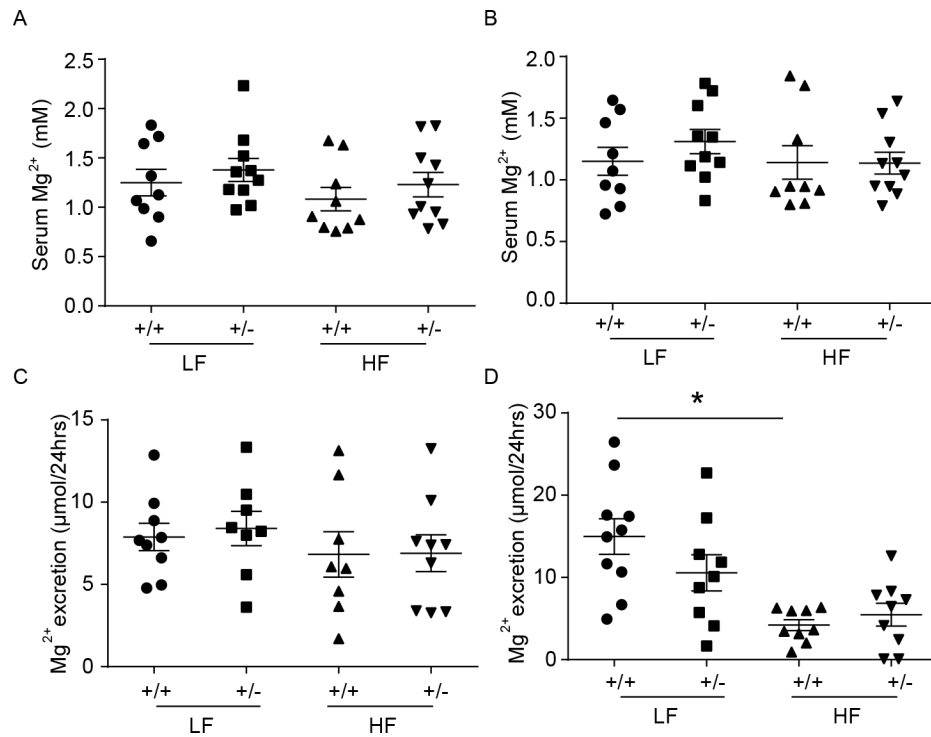 A
Serum Mg²⁺ (mM)
2.5
2.0
1.5
1.0
0.5
0.0
+/+ +/- +/+ +/-
LF HF
B
Serum Mg²⁺ (mM)
2.0
1.5
1.0
0.5
0.0
+/+ +/- +/+ +/-
LF HF
C
Mg²⁺ excretion (μmol/24hrs)
15
10
5
0
+/+ +/- +/+ +/-
LF HF
D
Mg²⁺ excretion (μmol/24hrs)
30
20
10
0
*
+/+ +/- +/+ +/-
LF HF